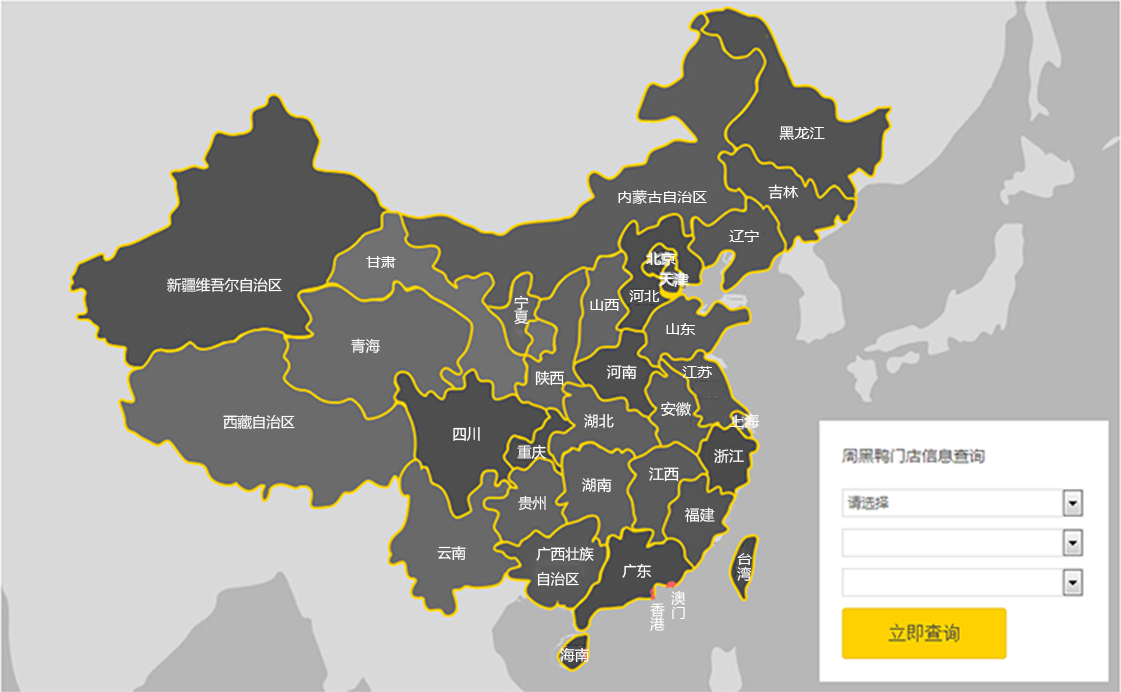 黑龙江
吉林
内蒙古自治区
辽宁
北京
甘肃
天津
新疆维吾尔自治区
河北
宁夏
山西
山东
青海
陕西
河南
江苏
安徽
西藏自治区
湖北
上海
四川
重庆
浙江
江西
湖南
贵州
福建
云南
广西壮族
自治区
广东
台湾
香港
澳门
海南
周黑鸭门店信息查询
请选择
立即查询